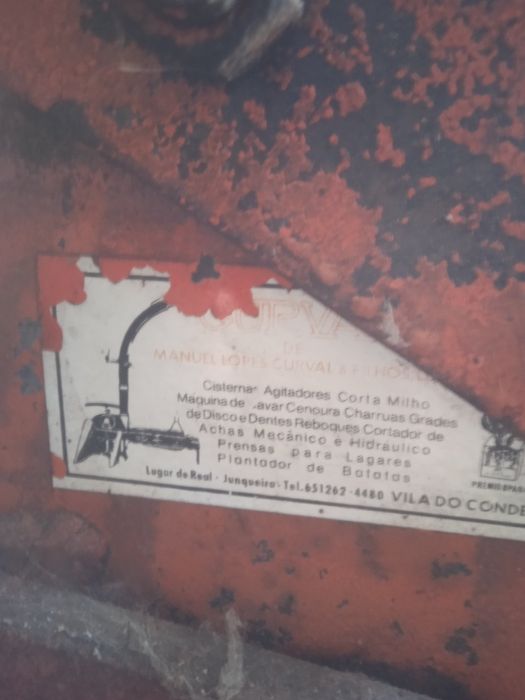 CURVAL
DE
MANUEL LOPES CURVAL & FILHOS, L
Cisternas Agitadores Corta Milho
Maquina de Lavar Cenoura Charruas Grades
de Disco e Dentes Reboques Cortador de
Achas Mecânico e Hidraulico
Prensas para Lagares
Plantador de Batatas
Lugar de Real - Junqueira - Tel. 651262 - 4480 VILA DO CONDE